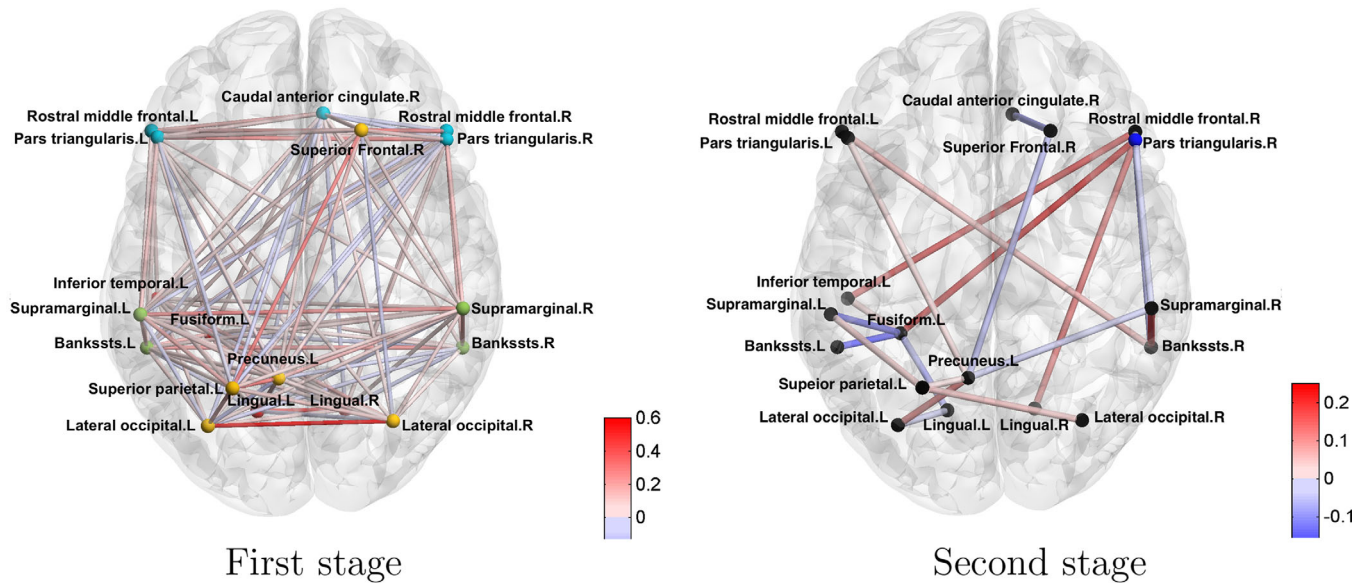 Caudal anterior cingulate.R
Rostral middle frontal.L
Rostral middle frontal.R
Pars triangularis.L
Pars triangularis.R
Superior Frontal.R
Inferior temporal.L
Supramarginal.L
Supramarginal.R
Fusiform.L
Bankssts.L
Bankssts.R
Precuneus.L
Superior parietal.L
Lingual.L
Lingual.R
Lateral occipital.L
Lateral occipital.R
0.6
0.4
0.2
0
First stage
Caudal anterior cingulate.R
Rostral middle frontal.L
Rostral middle frontal.R
Pars triangularis.L
Pars triangularis.R
Superior Frontal.R
Inferior temporal.L
Supramarginal.L
Supramarginal.R
Fusiform.L
Bankssts.L
Bankssts.R
Precuneus.L
Supeior parietal.L
Lateral occipital.L
Lingual.L
Lingual.R
Lateral occipital.R
0.2
0.1
0
-0.1
Second stage